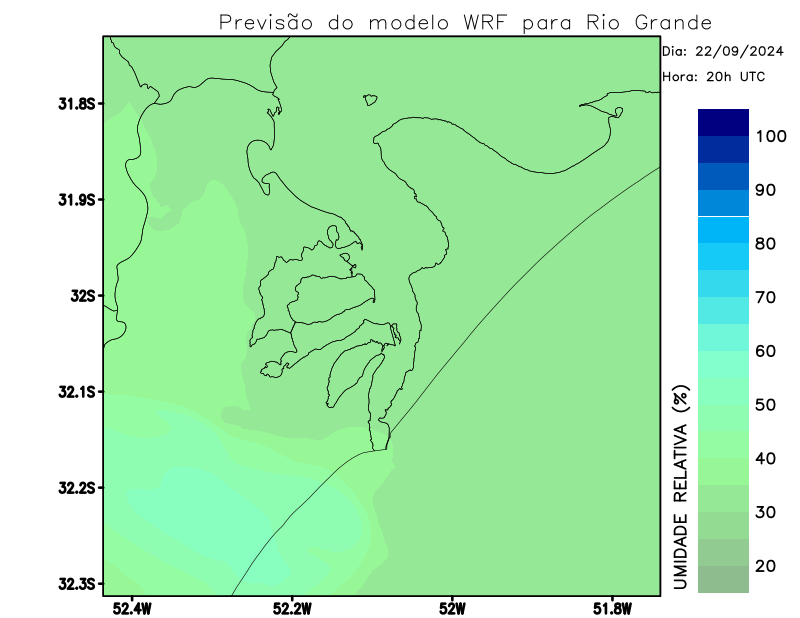 Previsão do modelo WRF para Rio Grande
Dia: 22/09/2024
Hora: 20h UTC
31.8S
31.9S
32S
32.1S
32.2S
32.3S
52.4W
52.2W
52W
51.8W
100
90
80
70
60
50
40
30
20
UMIDADE RELATIVA (%)